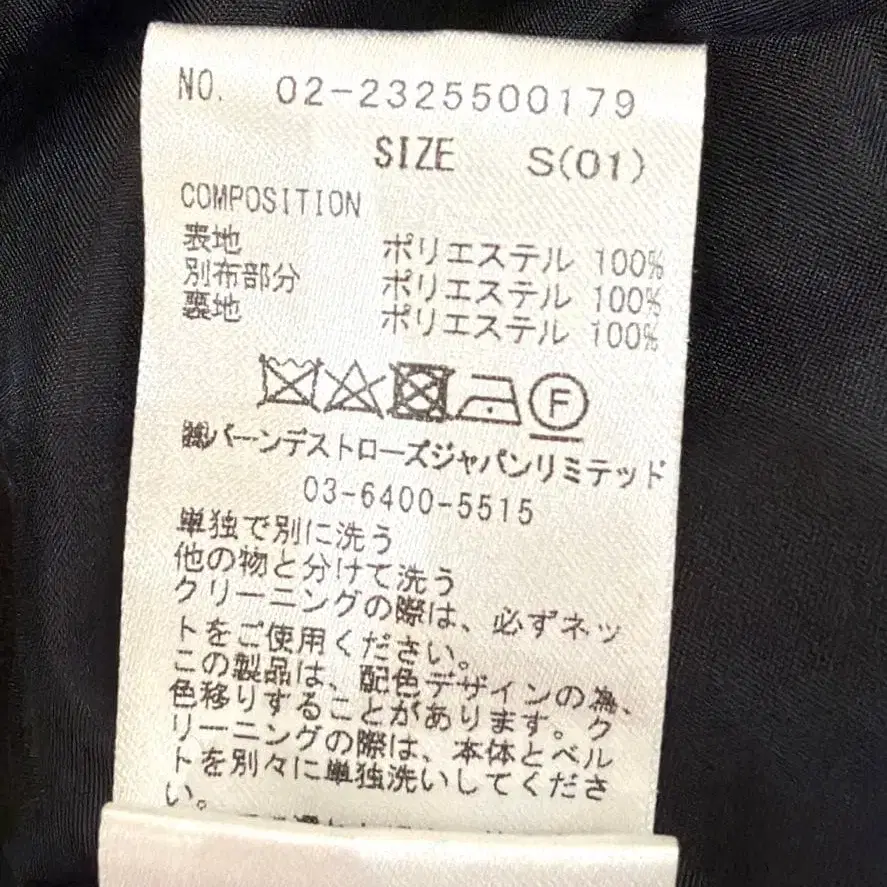 NO. 02-2325500179
SIZE S(01)
COMPOSITION
表地 ポリエステル 100%
別布部分 ポリエステル 100%
裏地 ポリエステル 100%
F
㈱バーンデストローズジャパンリミテッド
03-6400-5515
単独で別に洗う
他の物と分けて洗う
クリーニングの際は、必ずネッ
トをご使用ください。
この製品は、配色デザインの為、
色移りすることがあります。ク
リーニングの際は、本体とベル
トを別々に単独洗いしてくださ
い。